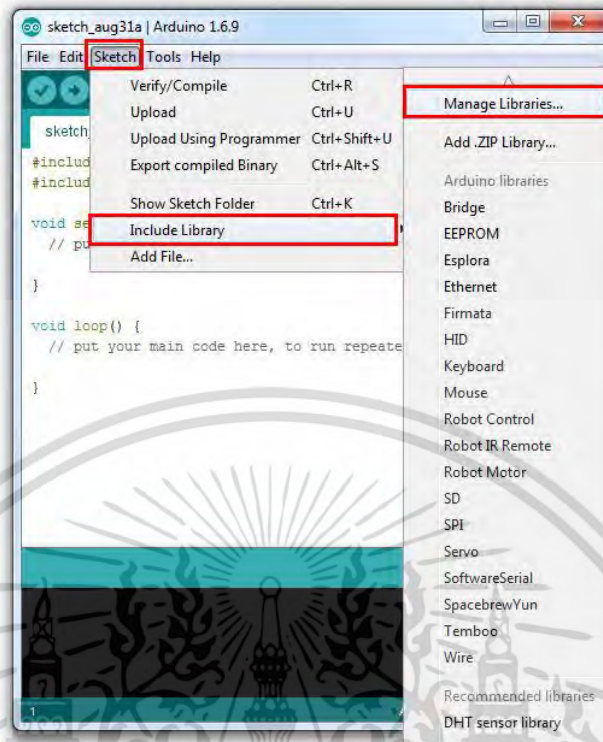 sketch_aug31a | Arduino 1.6.9
File Edit Sketch Tools Help
Verify/Compile Ctrl+R
Upload Ctrl+U
Upload Using Programmer Ctrl+Shift+U
Export compiled Binary Ctrl+Alt+S
Show Sketch Folder Ctrl+K
Include Library
Add File...
Manage Libraries...
Add .ZIP Library...
Arduino libraries
Bridge
EEPROM
Esplora
Ethernet
Firmata
HID
Keyboard
Mouse
Robot Control
Robot IR Remote
Robot Motor
SD
SPI
Servo
SoftwareSerial
SpacebrewYun
Temboo
Wire
Recommended libraries
DHT sensor library
sketch_
#includ
#includ
void se
// pu
}
void loop() {
// put your main code here, to run repeate
}
1